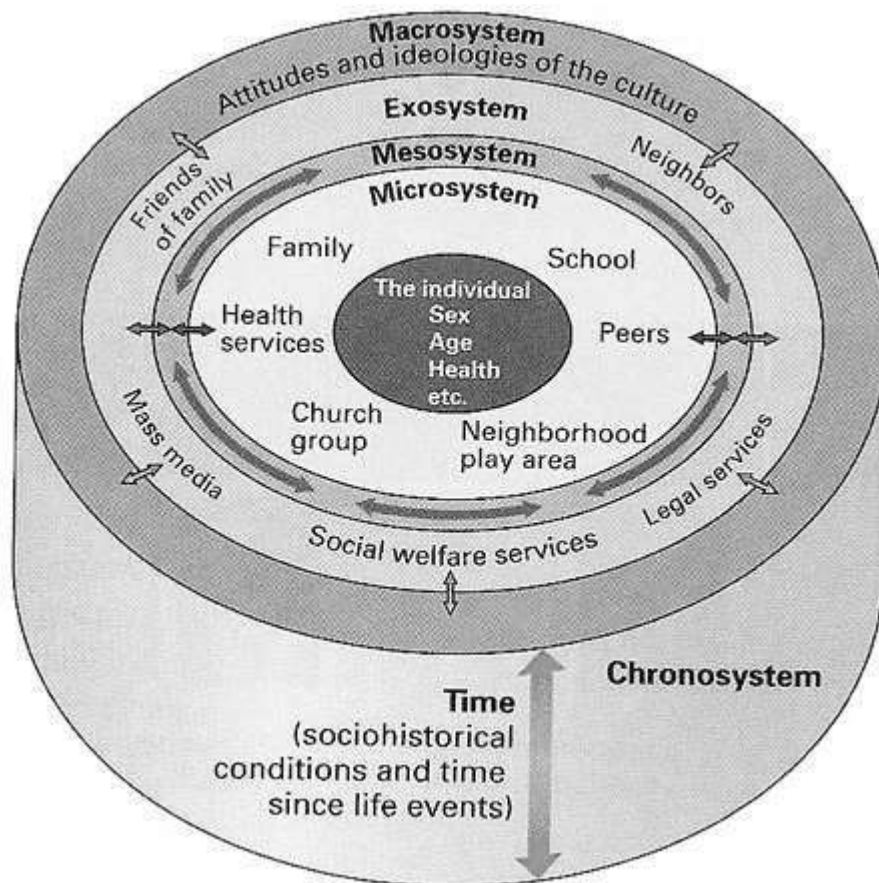 Macrosystem
Attitudes and ideologies of the culture
Exosystem
Mesosystem
Microsystem
Friends
of family
Neighbors
Family
School
The individual
Sex
Age
Health
etc.
Health
services
Peers
Church
group
Neighborhood
play area
Mass media
Legal services
Social welfare services
Chronosystem
Time
(sociohistorical
conditions and time
since life events)